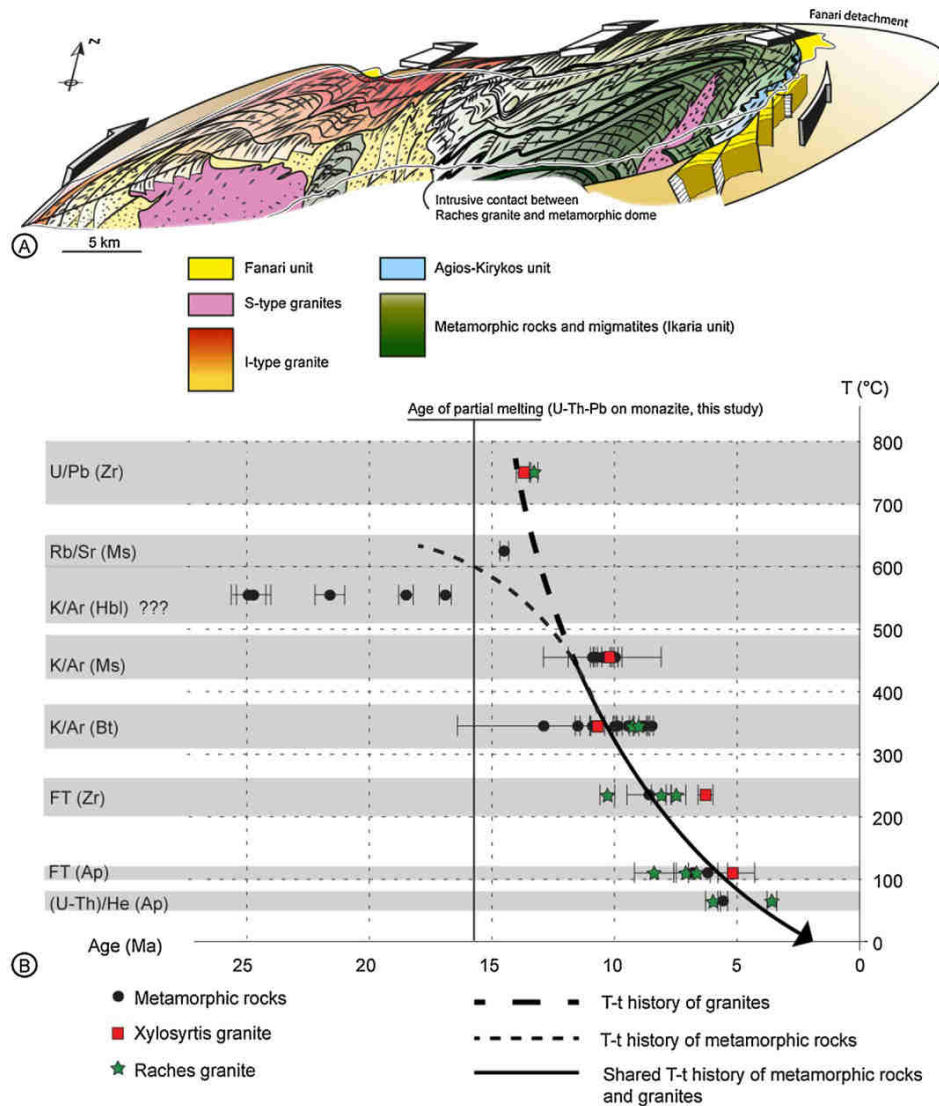 Fanari detachment
N
Intrusive contact between
Raches granite and metamorphic dome
A
5 km
Fanari unit
Agios-Kirykos unit
S-type granites
Metamorphic rocks and migmatites (Ikaria unit)
I-type granite
T (°C)
Age of partial melting (U-Th-Pb on monazite, this study)
800
U/Pb (Zr)
700
Rb/Sr (Ms)
600
K/Ar (Hbl) ???
500
K/Ar (Ms)
400
K/Ar (Bt)
300
FT (Zr)
200
FT (Ap)
100
(U-Th)/He (Ap)
0
Age (Ma)
25 20 15 10 5 0
B
Metamorphic rocks
T-t history of granites
Xylosyrtis granite
T-t history of metamorphic rocks
Raches granite
Shared T-t history of metamorphic rocks
and granites